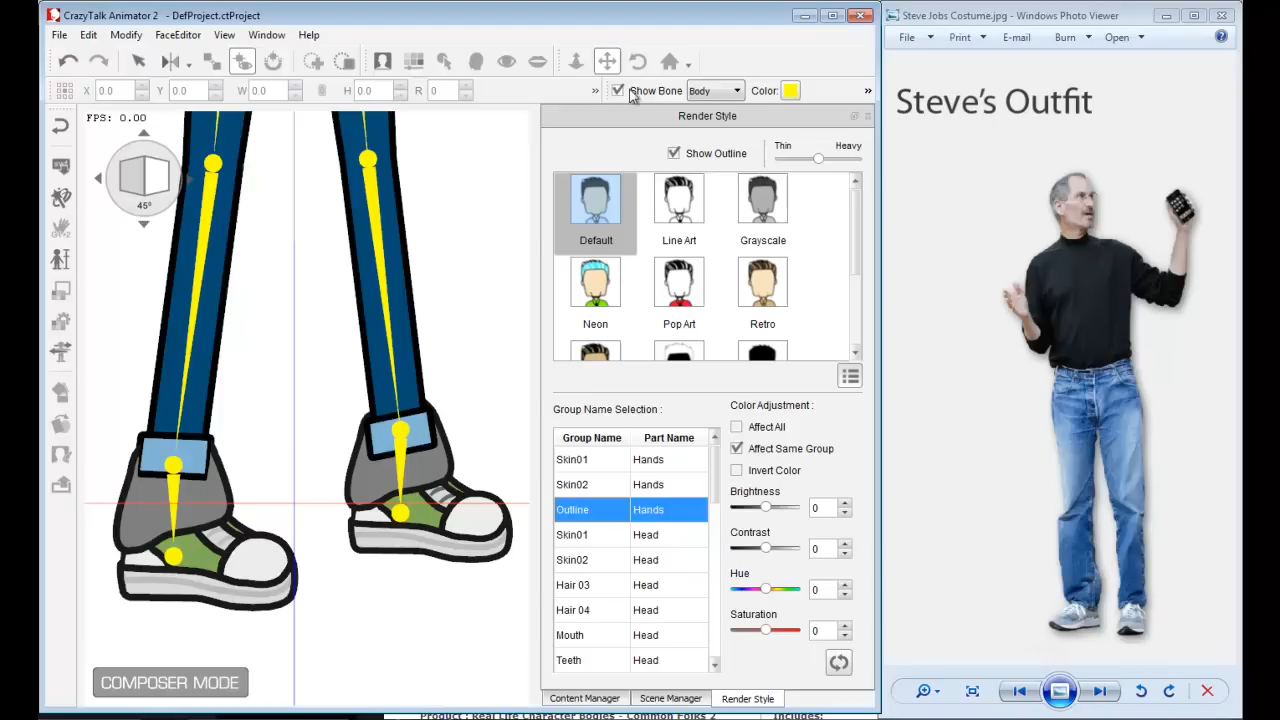 CrazyTalk Animator 2 - DefProject.ctProject
Steve Jobs Costume.jpg - Windows Photo Viewer
File Edit Modify FaceEditor View Window Help
File Print E-mail Burn Open
X 0.0 Y 0.0 W 0.0 H 0.0 R 0 » Show Bone Body Color: »
Steve's Outfit
FPS: 0.00
Render Style
Show Outline
Thin Heavy
45°
Default Line Art Grayscale
Neon Pop Art Retro
Group Name Selection :
Color Adjustment :
Affect All
Group Name Part Name
Affect Same Group
Skin01 Hands
Invert Color
Skin02 Hands
Brightness
0
Outline Hands
Contrast
Skin01 Head
0
Skin02 Head
Hue
Hair 03 Head
0
Hair 04 Head
Saturation
0
Mouth Head
Teeth Head
COMPOSER MODE
Content Manager Scene Manager Render Style
Product : Real Life Character Bodies - Common Folks 2 Includes: